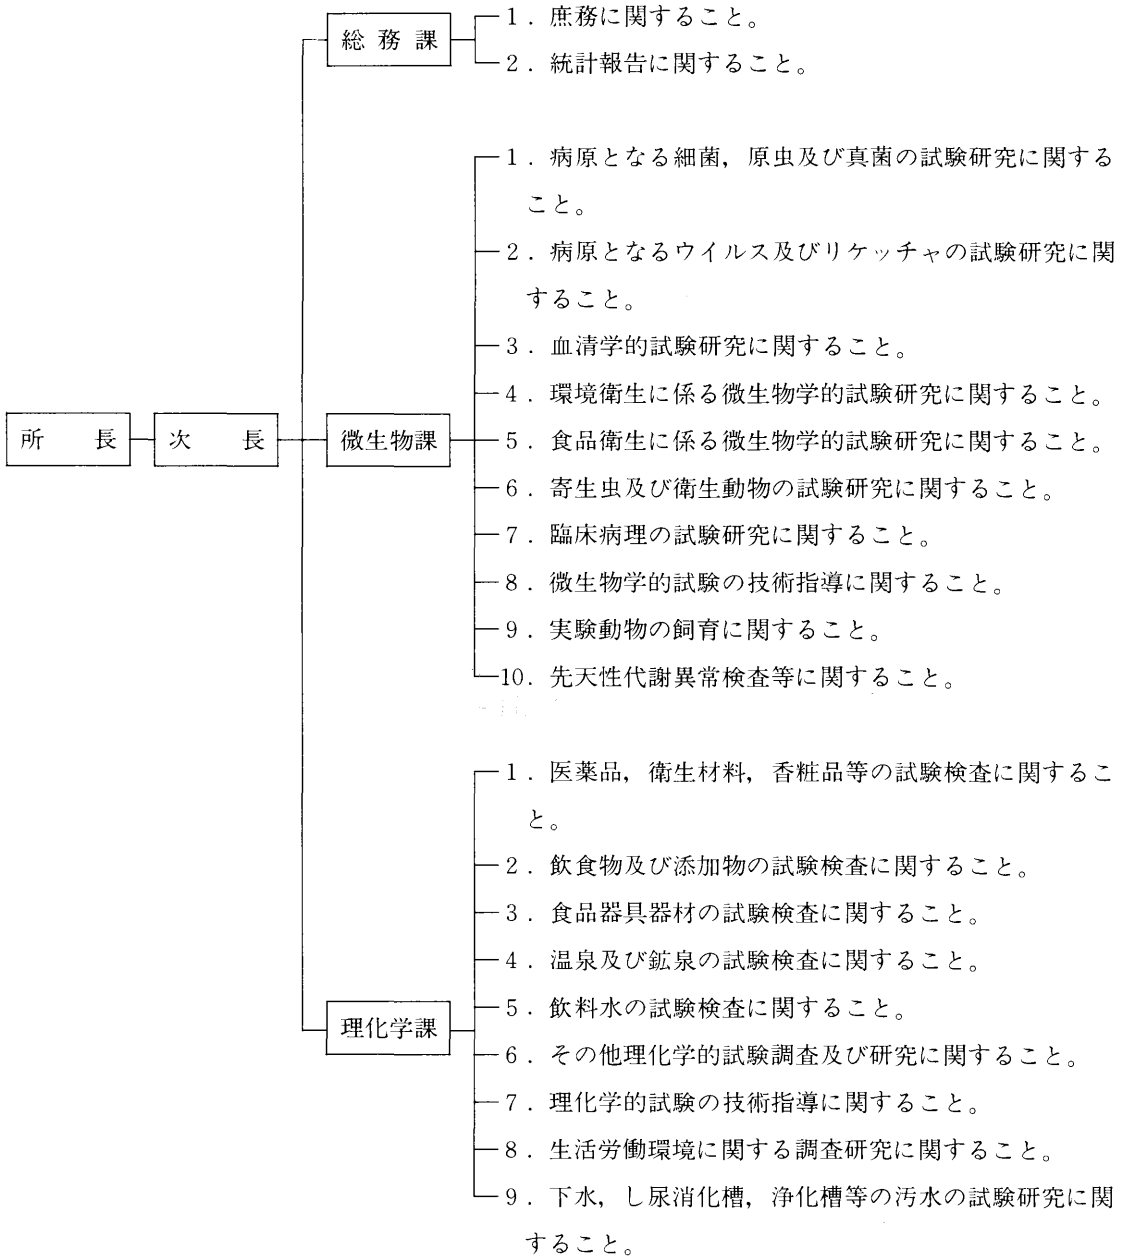 総務課
1. 庶務に関すること。
2. 統計報告に関すること。
所長
次長
微生物課
1. 病原となる細菌，原虫及び真菌の試験研究に関する
こと。
2. 病原となるウイルス及びリケッチャの試験研究に関
すること。
3. 血清学的試験研究に関すること。
4. 環境衛生に係る微生物学的試験研究に関すること。
5. 食品衛生に係る微生物学的試験研究に関すること。
6. 寄生虫及び衛生動物の試験研究に関すること。
7. 臨床病理の試験研究に関すること。
8. 微生物学的試験の技術指導に関すること。
9. 実験動物の飼育に関すること。
10. 先天性代謝異常検査等に関すること。
理化学課
1. 医薬品，衛生材料，香粧品等の試験検査に関するこ
と。
2. 飲食物及び添加物の試験検査に関すること。
3. 食品器具器材の試験検査に関すること。
4. 温泉及び鉱泉の試験検査に関すること。
5. 飲料水の試験検査に関すること。
6. その他理化学的試験調査及び研究に関すること。
7. 理化学的試験の技術指導に関すること。
8. 生活労働環境に関する調査研究に関すること。
9. 下水，し尿消化槽，浄化槽等の汚水の試験研究に関
すること。